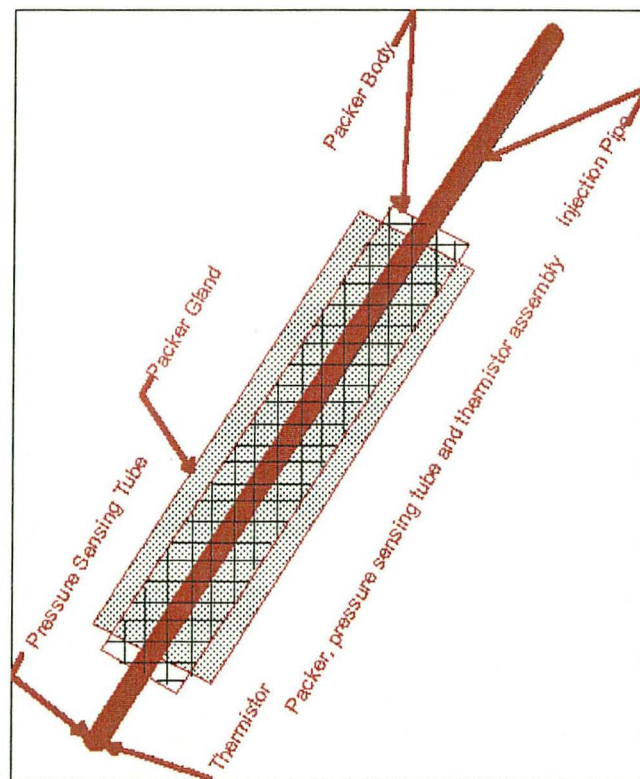 Packer Body
Injection Pipe
Packer Gland
Pressure Sensing Tube
Thermistor
Packer, pressure sensing tube and thermistor assembly